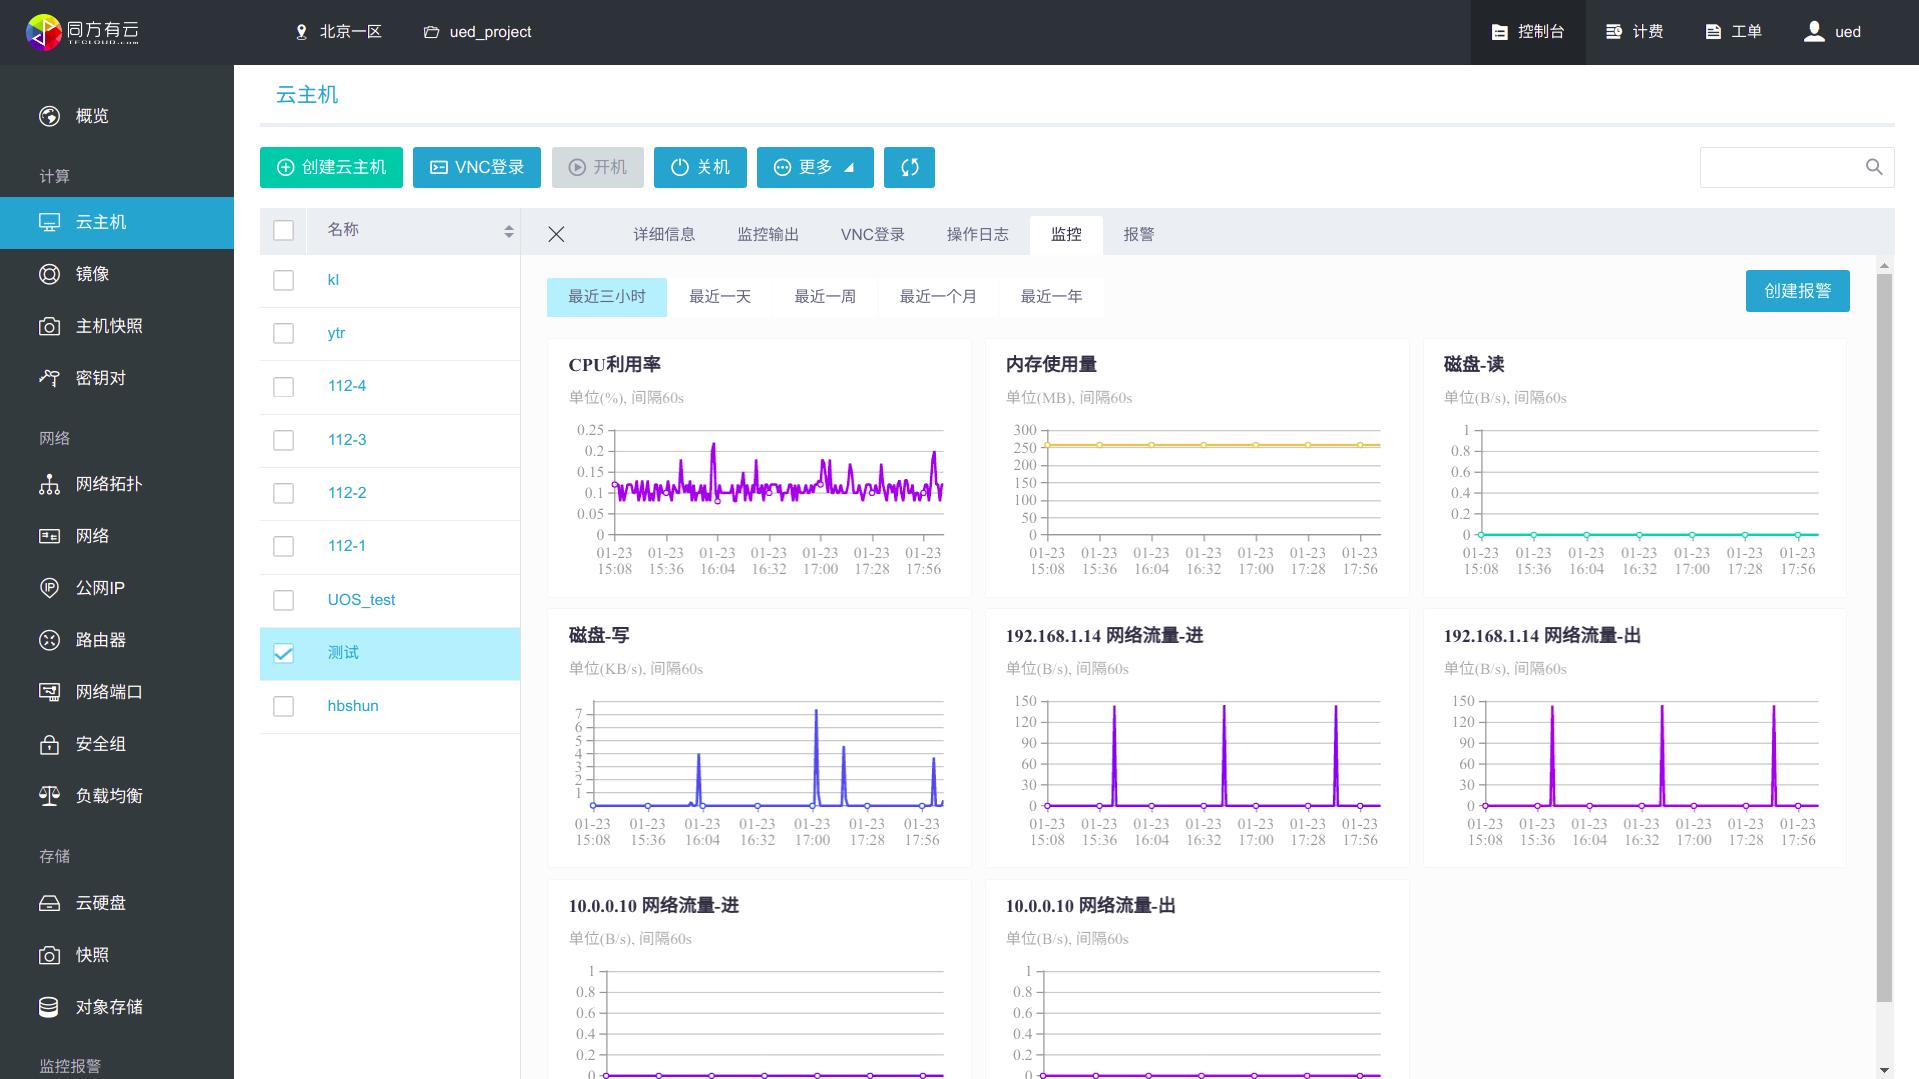 同方有云
TFCLOUD.com
北京一区
ued_project
控制台
计费
工单
ued
概览
计算
云主机
镜像
主机快照
密钥对
网络
网络拓扑
网络
公网IP
路由器
网络端口
安全组
负载均衡
存储
云硬盘
快照
对象存储
监控报警
云主机
创建云主机
VNC登录
开机
关机
更多
名称
kl
ytr
112-4
112-3
112-2
112-1
UOS_test
测试
hbshun
详细信息
监控输出
VNC登录
操作日志
监控
报警
最近三小时
最近一天
最近一周
最近一个月
最近一年
创建报警
CPU利用率
单位(%), 间隔60s
0.25
0.2
0.15
0.1
0.05
0
01-23 01-23 01-23 01-23 01-23 01-23 01-23
15:08 15:36 16:04 16:32 17:00 17:28 17:56
内存使用量
单位(MB), 间隔60s
300
250
200
150
100
50
0
01-23 01-23 01-23 01-23 01-23 01-23 01-23
15:08 15:36 16:04 16:32 17:00 17:28 17:56
磁盘-读
单位(B/s), 间隔60s
1
0.8
0.6
0.4
0.2
0
01-23 01-23 01-23 01-23 01-23 01-23 01-23
15:08 15:36 16:04 16:32 17:00 17:28 17:56
磁盘-写
单位(KB/s), 间隔60s
7
6
5
4
3
2
1
01-23 01-23 01-23 01-23 01-23 01-23 01-23
15:08 15:36 16:04 16:32 17:00 17:28 17:56
192.168.1.14 网络流量-进
单位(B/s), 间隔60s
150
120
90
60
30
0
01-23 01-23 01-23 01-23 01-23 01-23 01-23
15:08 15:36 16:04 16:32 17:00 17:28 17:56
192.168.1.14 网络流量-出
单位(B/s), 间隔60s
150
120
90
60
30
0
01-23 01-23 01-23 01-23 01-23 01-23 01-23
15:08 15:36 16:04 16:32 17:00 17:28 17:56
10.0.0.10 网络流量-进
单位(B/s), 间隔60s
1
0.8
0.6
0.4
0.2
0
10.0.0.10 网络流量-出
单位(B/s), 间隔60s
1
0.8
0.6
0.4
0.2
0